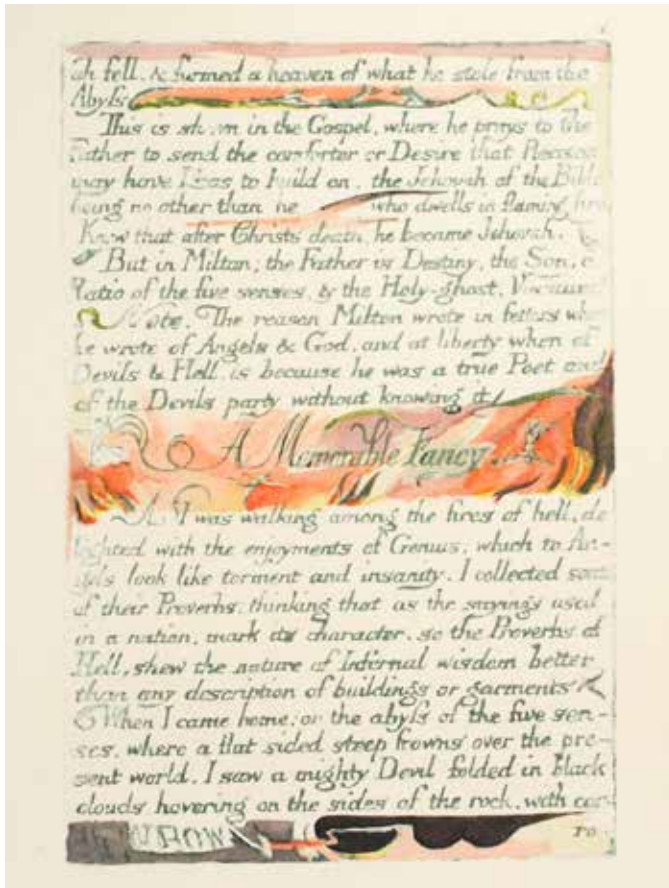 ah fell. & formed a heaven of what he stole from the
Abyss
This is shewn in the Gospel, where he prays to the
Father to send the comforter or Desire that Reason
may have Ideas to build on, the Jehovah of the Bible
being no other than he who dwells in flaming fire
Know that after Christs death, he became Jehovah.
But in Milton; the Father is Destiny, the Son, a
Ratio of the five senses, & the Holy-ghost, Vacuum!
Note. The reason Milton wrote in fetters when
he wrote of Angels & God, and at liberty when of
Devils & Hell, is because he was a true Poet and
of the Devils party without knowing it
A Memorable Fancy.
As I was walking among the fires of hell, de-
lighted with the enjoyments of Genius; which to An-
gels look like torment and insanity. I collected some
of their Proverbs: thinking that as the sayings used
in a nation, mark its character, so the Proverbs of
Hell, shew the nature of Infernal wisdom better
than any description of buildings or garments
When I came home; on the abyss of the five sen-
ses, where a flat sided steep frowns over the pre-
sent world. I saw a mighty Devil folded in black
clouds hovering on the sides of the rock, with cor-
ro-